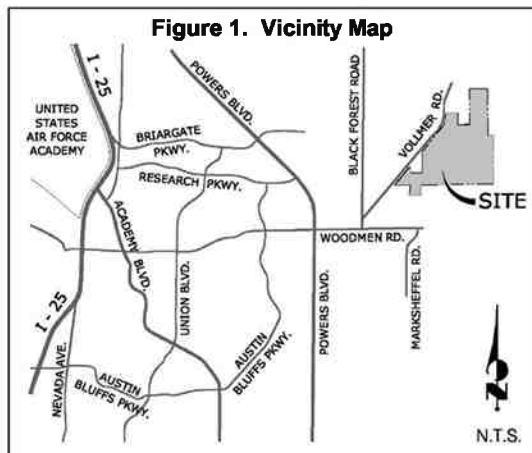 Figure 1. Vicinity Map
I - 25
UNITED
STATES
AIR FORCE
ACADEMY
POWERS BLVD.
BLACK FOREST ROAD
VOLLMER RD.
BRIARGATE
PKWY.
RESEARCH PKWY.
SITE
ACADEMY BLVD.
UNION BLVD.
WOODMEN RD.
MARKSHEFFEL RD.
I - 25
NEVADA AVE.
AUSTIN
BLUFFS PKWY.
AUSTIN
BLUFFS PKWY.
POWERS BLVD.
N
N.T.S.